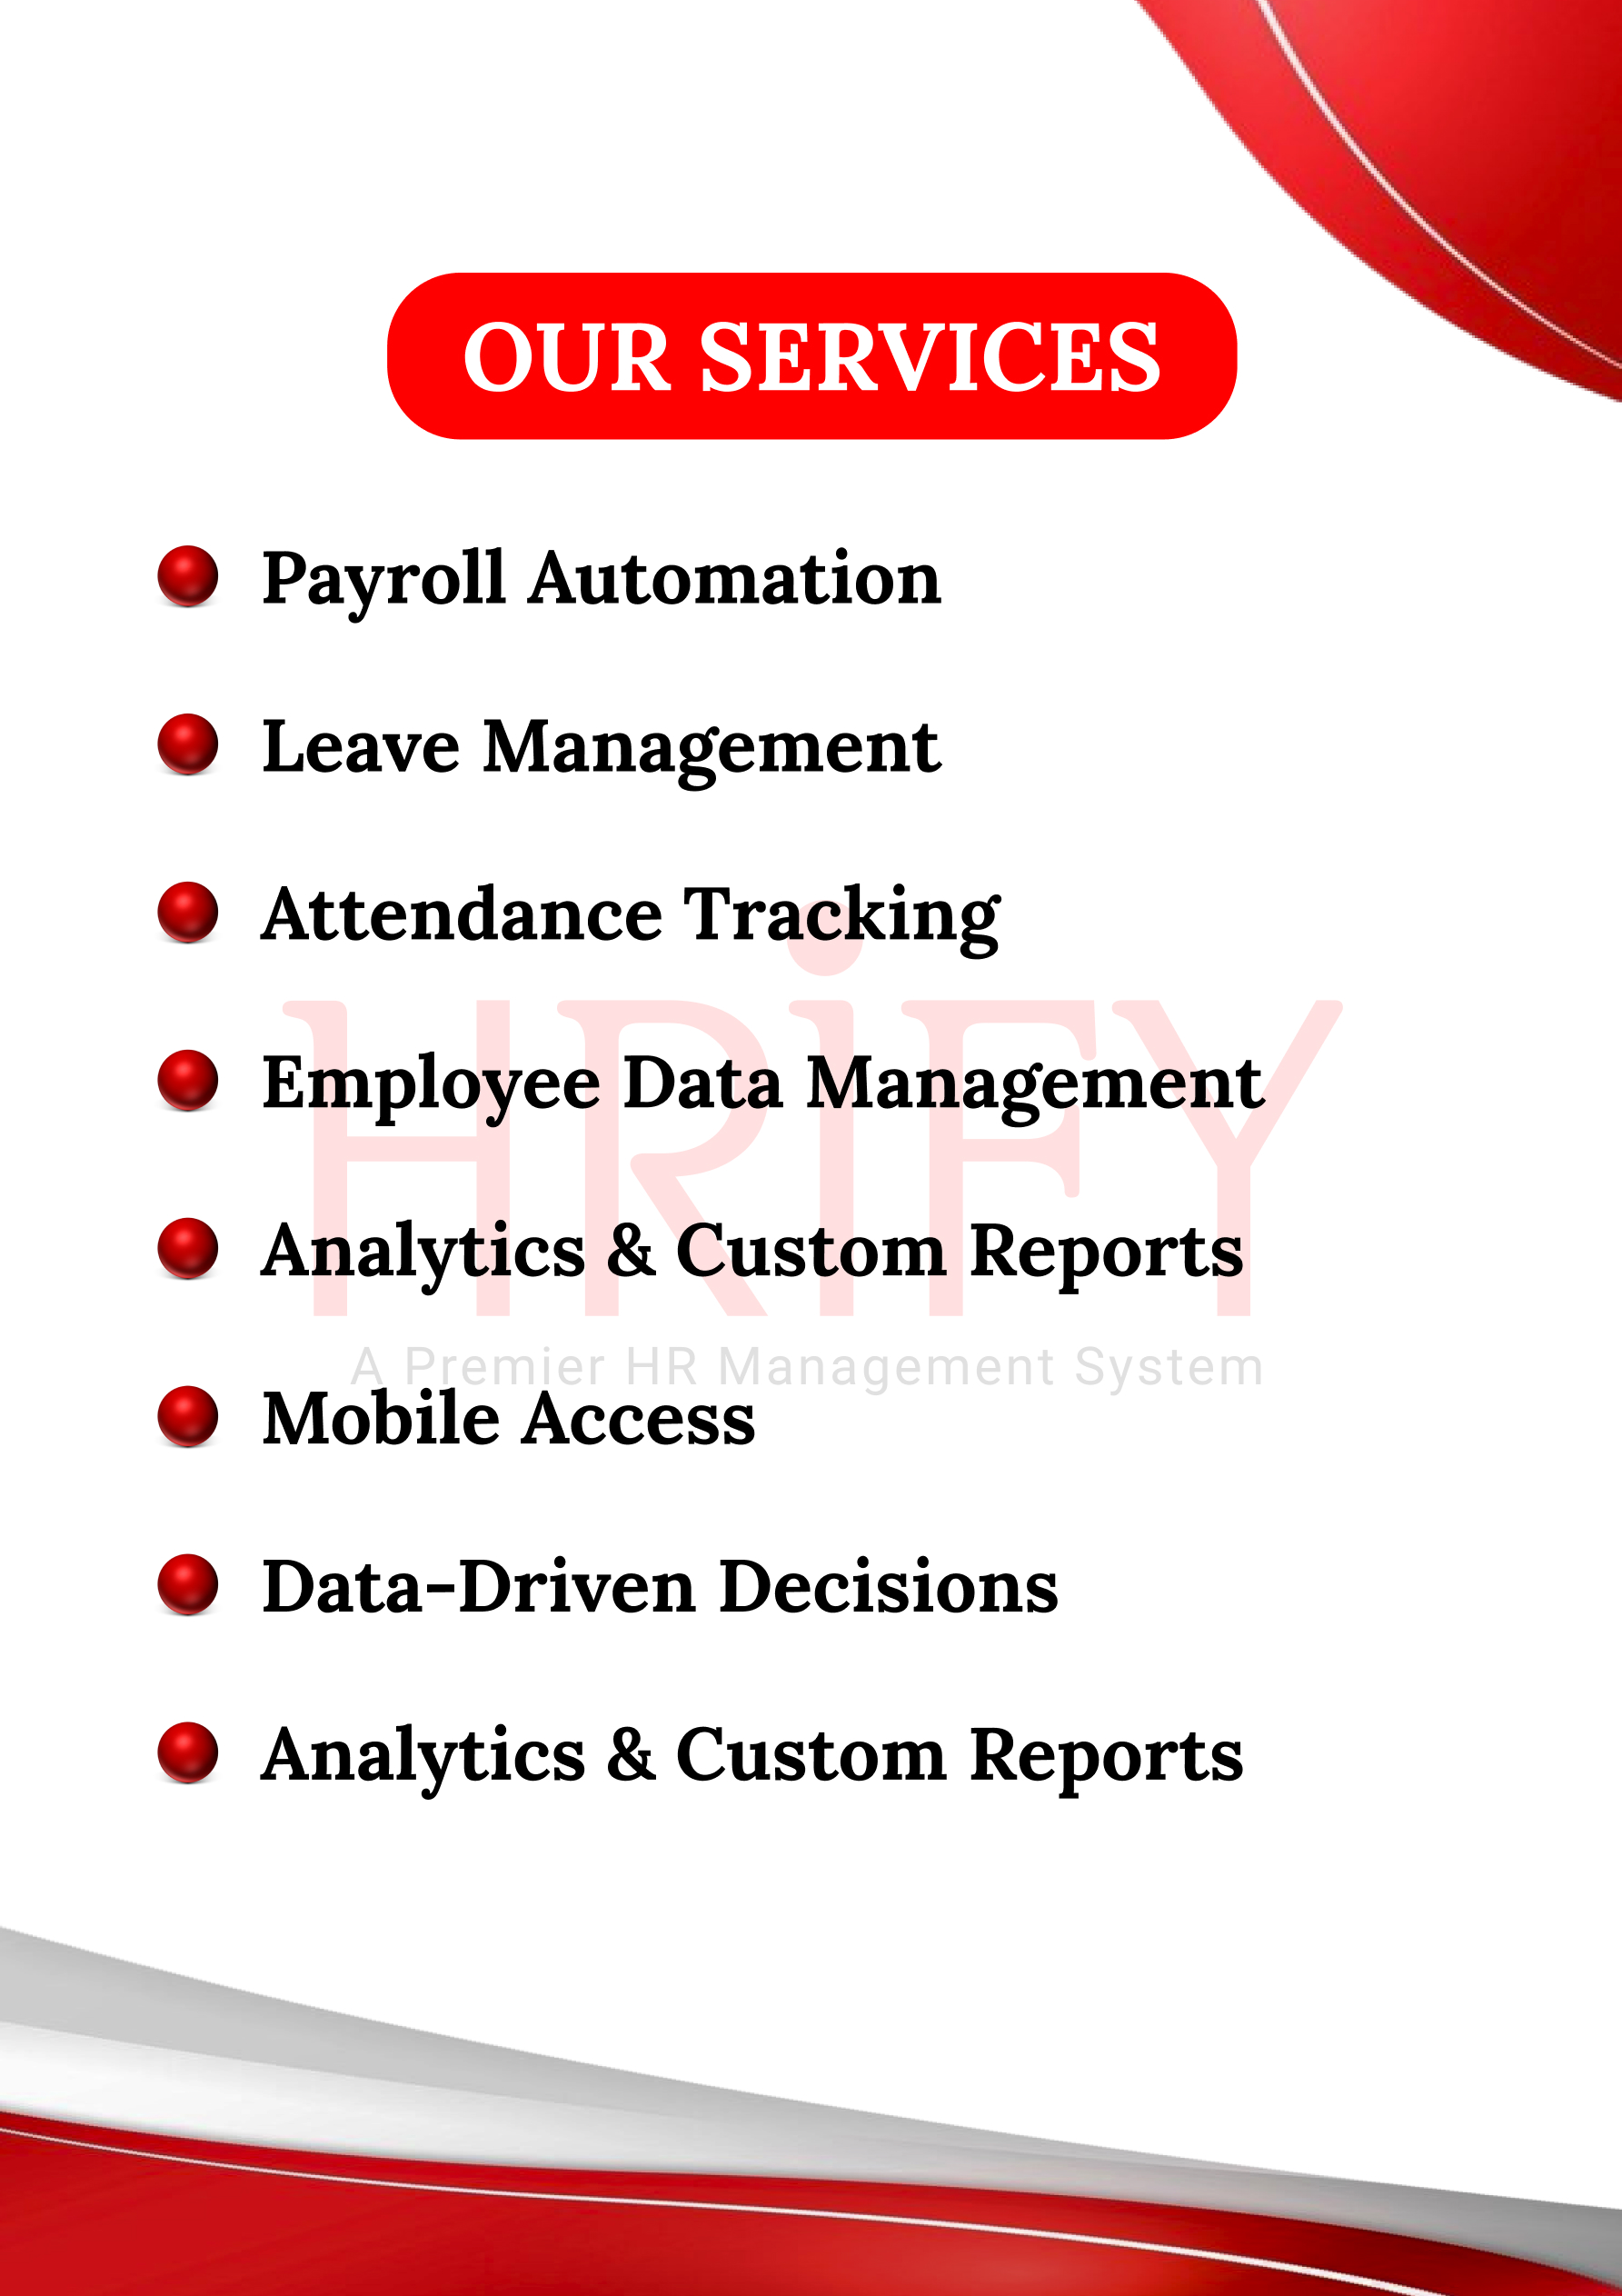 OUR SERVICES
Payroll Automation
Leave Management
Attendance Tracking
HRiFY
Employee Data Management
Analytics & Custom Reports
A Premier HR Management System
Mobile Access
Data-Driven Decisions
Analytics & Custom Reports